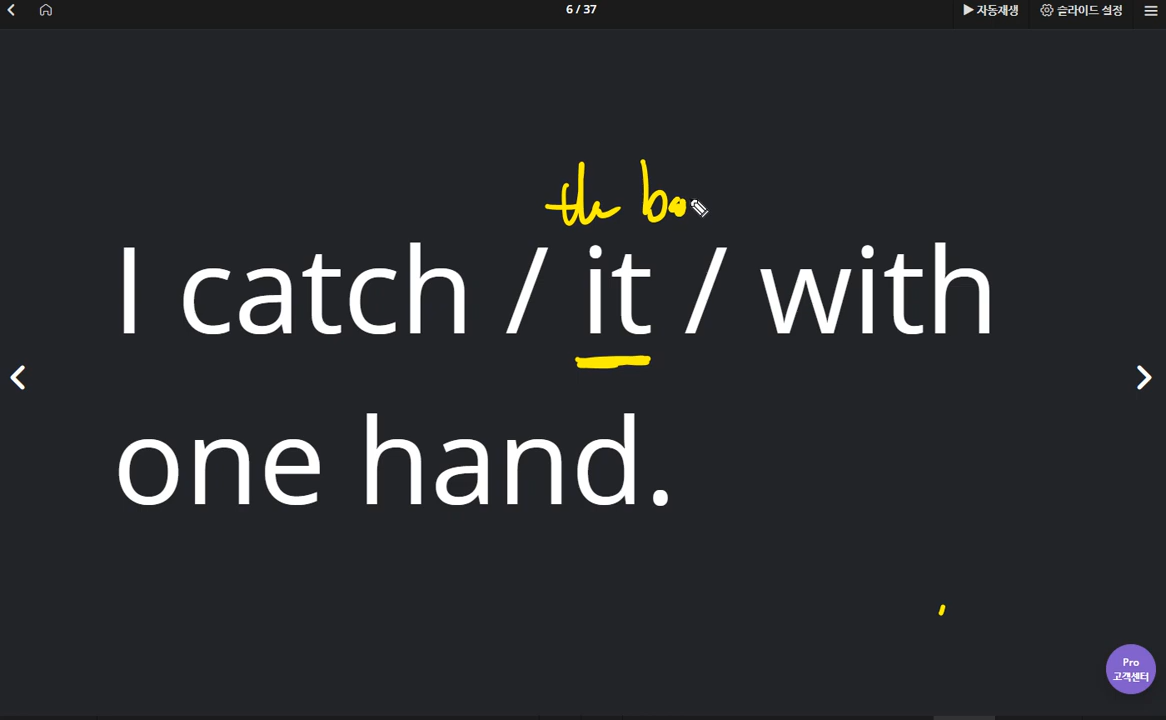 6 / 37
▶ 자동재생
슬라이드 설정
the ba
I catch / it / with
one hand.
Pro
고객센터